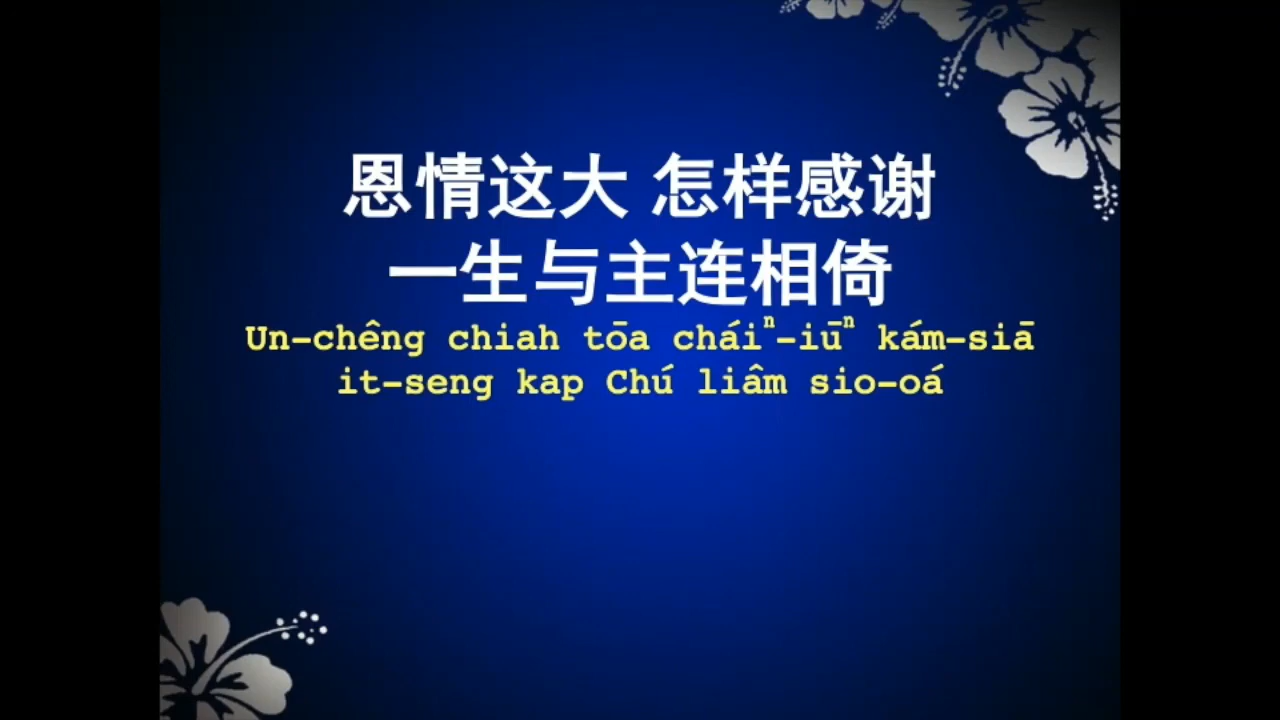 恩情这大 怎样感谢
一生与主连相倚
Un-chêng chiah tōa cháiⁿ-iūⁿ kám-siā
it-seng kap Chú liâm sio-oá